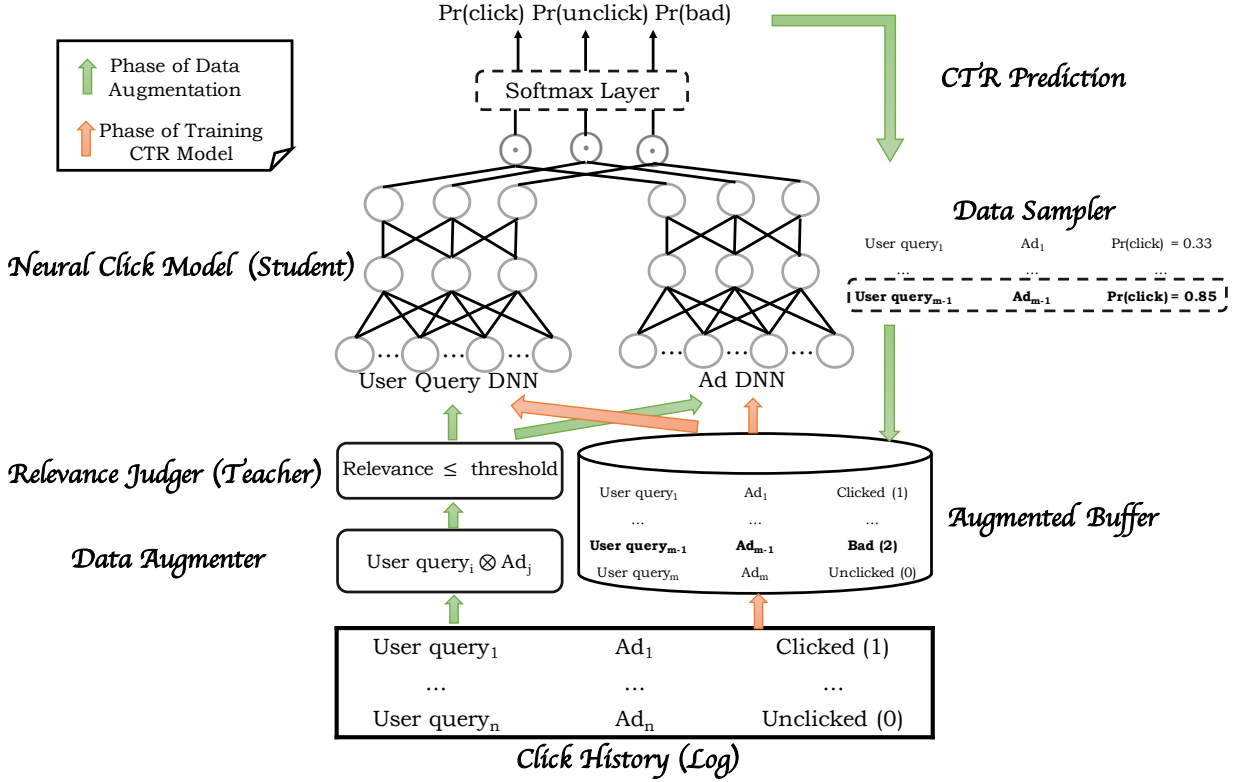 Pr(click) Pr(unclick) Pr(bad)
Phase of Data
Augmentation
Phase of Training
CTR Model
Softmax Layer
CTR Prediction
Data Sampler
User query₁ Ad₁ Pr(click) = 0.33
... ... ...
User queryₘ₋₁ Adₘ₋₁ Pr(click) = 0.85
Neural Click Model (Student)
... ... ... ...
User Query DNN Ad DNN
Relevance Judger (Teacher)
Relevance ≤ threshold
Data Augmenter
User queryᵢ ⊗ Adⱼ
User query₁ Ad₁ Clicked (1)
... ... ...
User queryₘ₋₁ Adₘ₋₁ Bad (2)
User queryₘ Adₘ Unclicked (0)
Augmented Buffer
User query₁ Ad₁ Clicked (1)
... ... ...
User queryₙ Adₙ Unclicked (0)
Click History (Log)